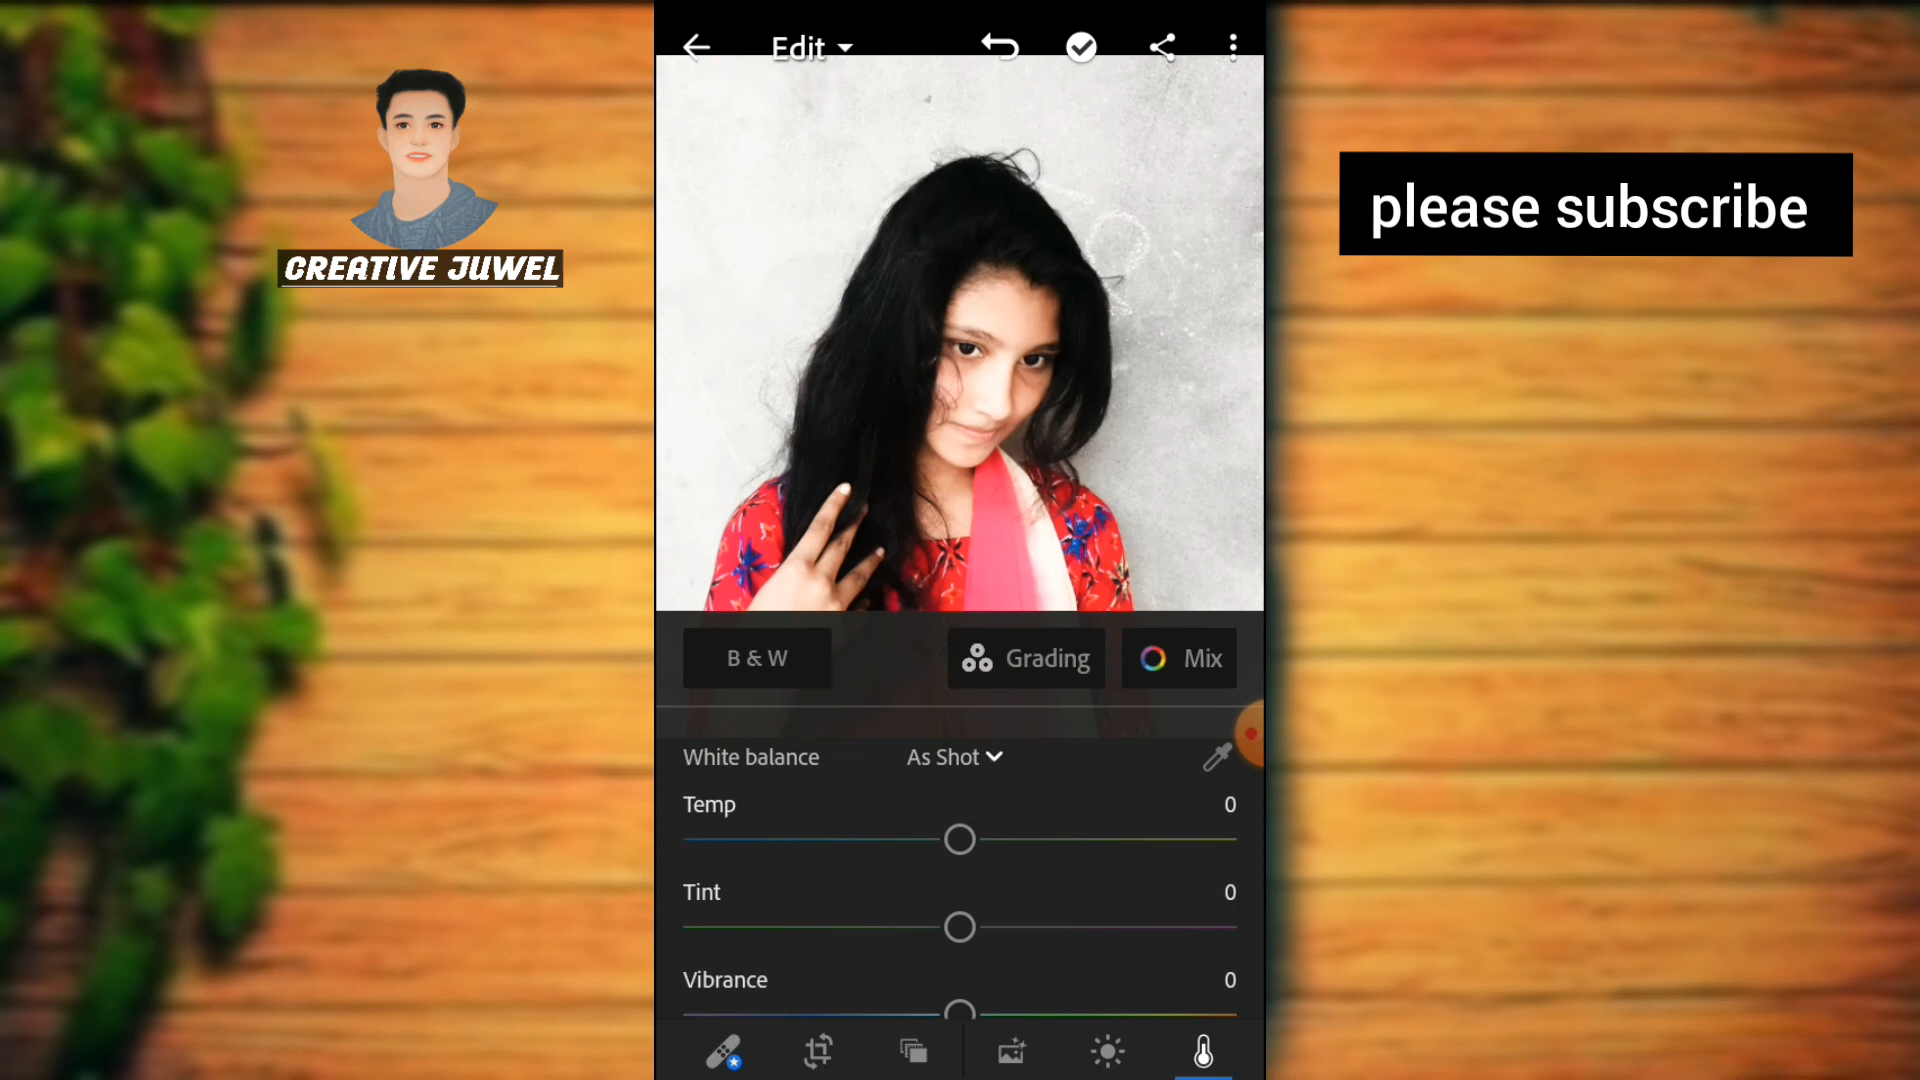 Edit
CREATIVE JUWEL
please subscribe
B & W
Grading
Mix
White balance
As Shot
Temp
0
Tint
0
Vibrance
0